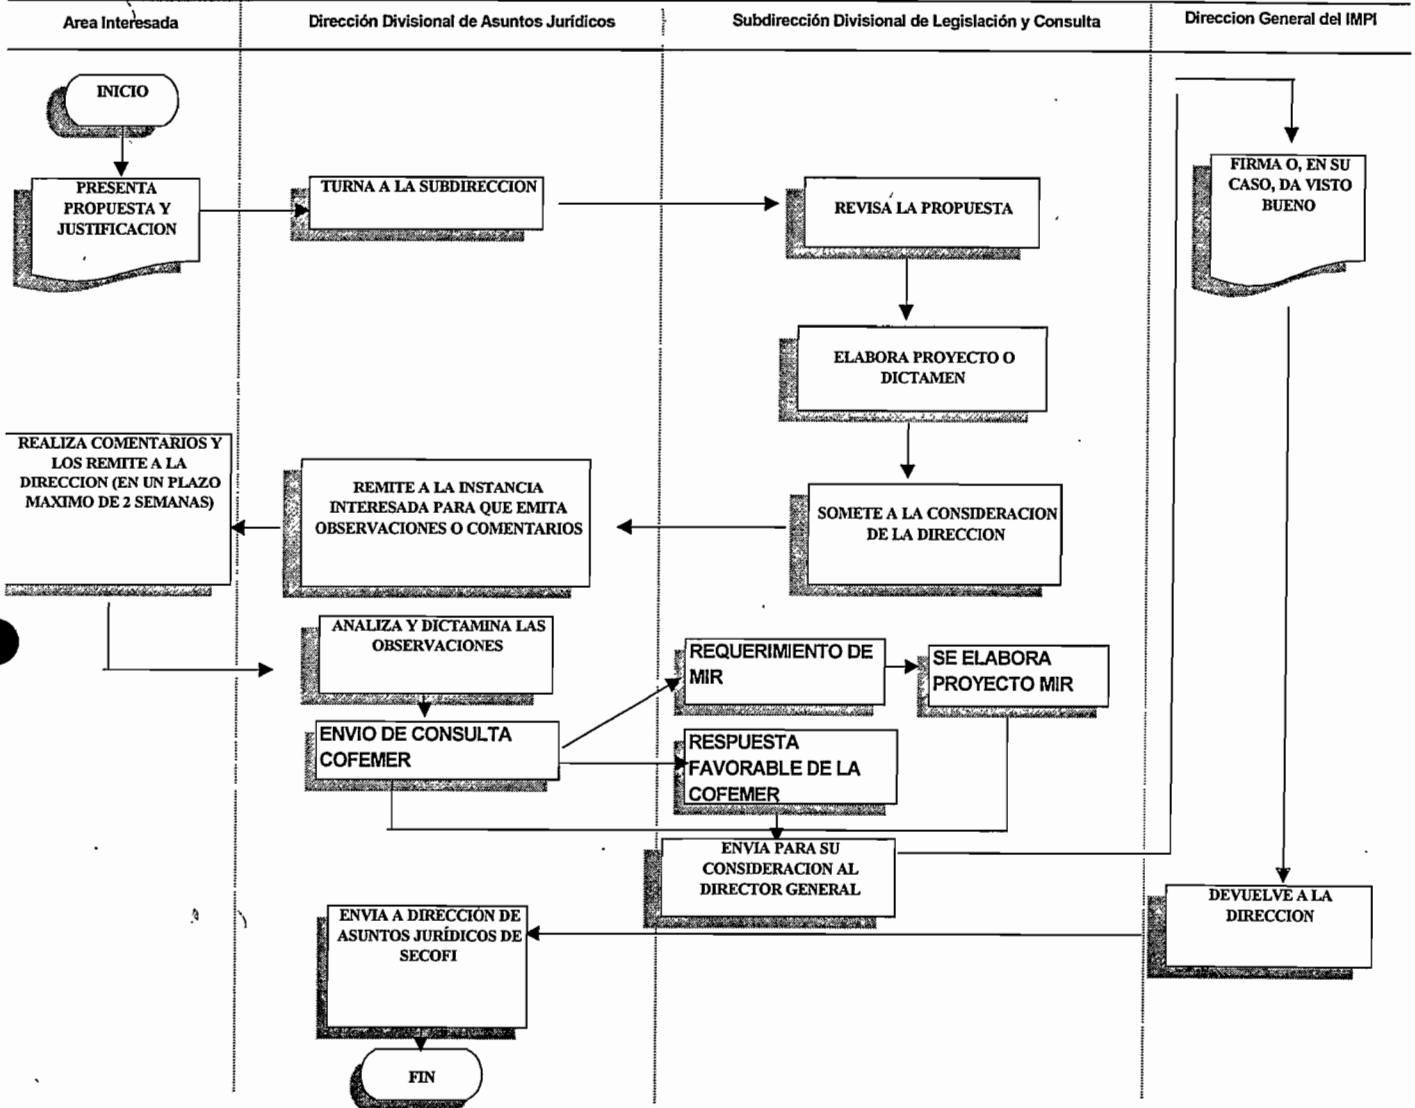 Area Interesada
Dirección Divisional de Asuntos Jurídicos
Subdirección Divisional de Legislación y Consulta
Direccion General del IMPI
INICIO
PRESENTA
PROPUESTA Y
JUSTIFICACION
TURNA A LA SUBDIRECCION
REVISA LA PROPUESTA
FIRMA O, EN SU
CASO, DA VISTO
BUENO
ELABORA PROYECTO O
DICTAMEN
REALIZA COMENTARIOS Y
LOS REMITE A LA
DIRECCION (EN UN PLAZO
MAXIMO DE 2 SEMANAS)
REMITE A LA INSTANCIA
INTERESADA PARA QUE EMITA
OBSERVACIONES O COMENTARIOS
SOMETE A LA CONSIDERACION
DE LA DIRECCION
ANALIZA Y DICTAMINA LAS
OBSERVACIONES
REQUERIMIENTO DE
MIR
SE ELABORA
PROYECTO MIR
ENVIO DE CONSULTA
COFEMER
RESPUESTA
FAVORABLE DE LA
COFEMER
ENVIA PARA SU
CONSIDERACION AL
DIRECTOR GENERAL
DEVUELVE A LA
DIRECCION
ENVIA A DIRECCIÓN DE
ASUNTOS JURÍDICOS DE
SECOFI
FIN